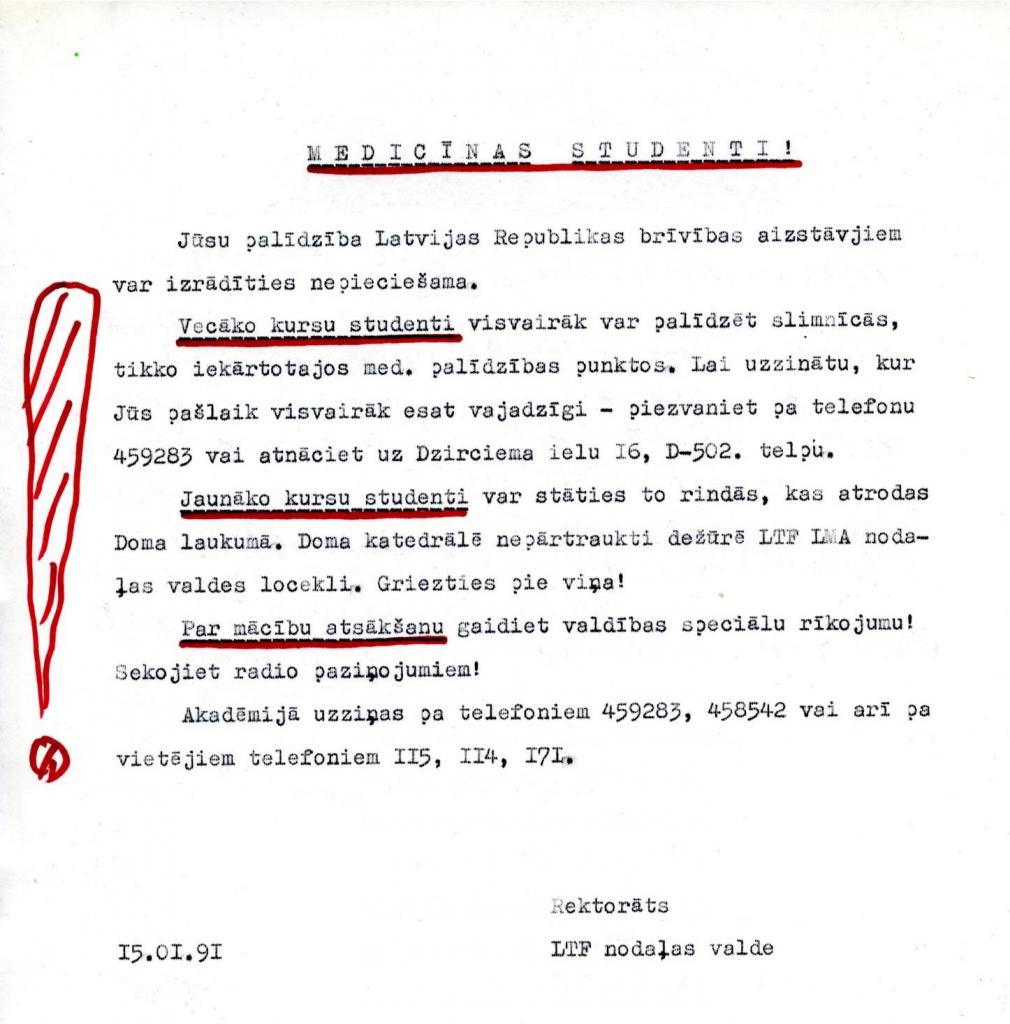 MEDICĪNAS STUDENTI!
Jūsu palīdzība Latvijas Republikas brīvības aizstāvjiem
var izrādīties nepieciešama.
Vecāko kursu studenti visvairāk var palīdzēt slimnīcās,
tikko iekārtotajos med. palīdzības punktos. Lai uzzinātu, kur
Jūs pašlaik visvairāk esat vajadzīgi – piezvaniet pa telefonu
459283 vai atnāciet uz Dzirciema ielu I6, D-502. telpu.
Jaunāko kursu studenti var stāties to rindās, kas atrodas
Doma laukumā. Doma katedrālē nepārtraukti dežūrē LTF LMA noda-
ļas valdes locekli. Griezties pie viņa!
Par mācību atsākšanu gaidiet valdības speciālu rīkojumu!
Sekojiet radio paziņojumiem!
Akadēmijā uzziņas pa telefoniem 459283, 458542 vai arī pa
vietējiem telefoniem II5, II4, I7I.
Rektorāts
I5.0I.9I LTF nodaļas valde